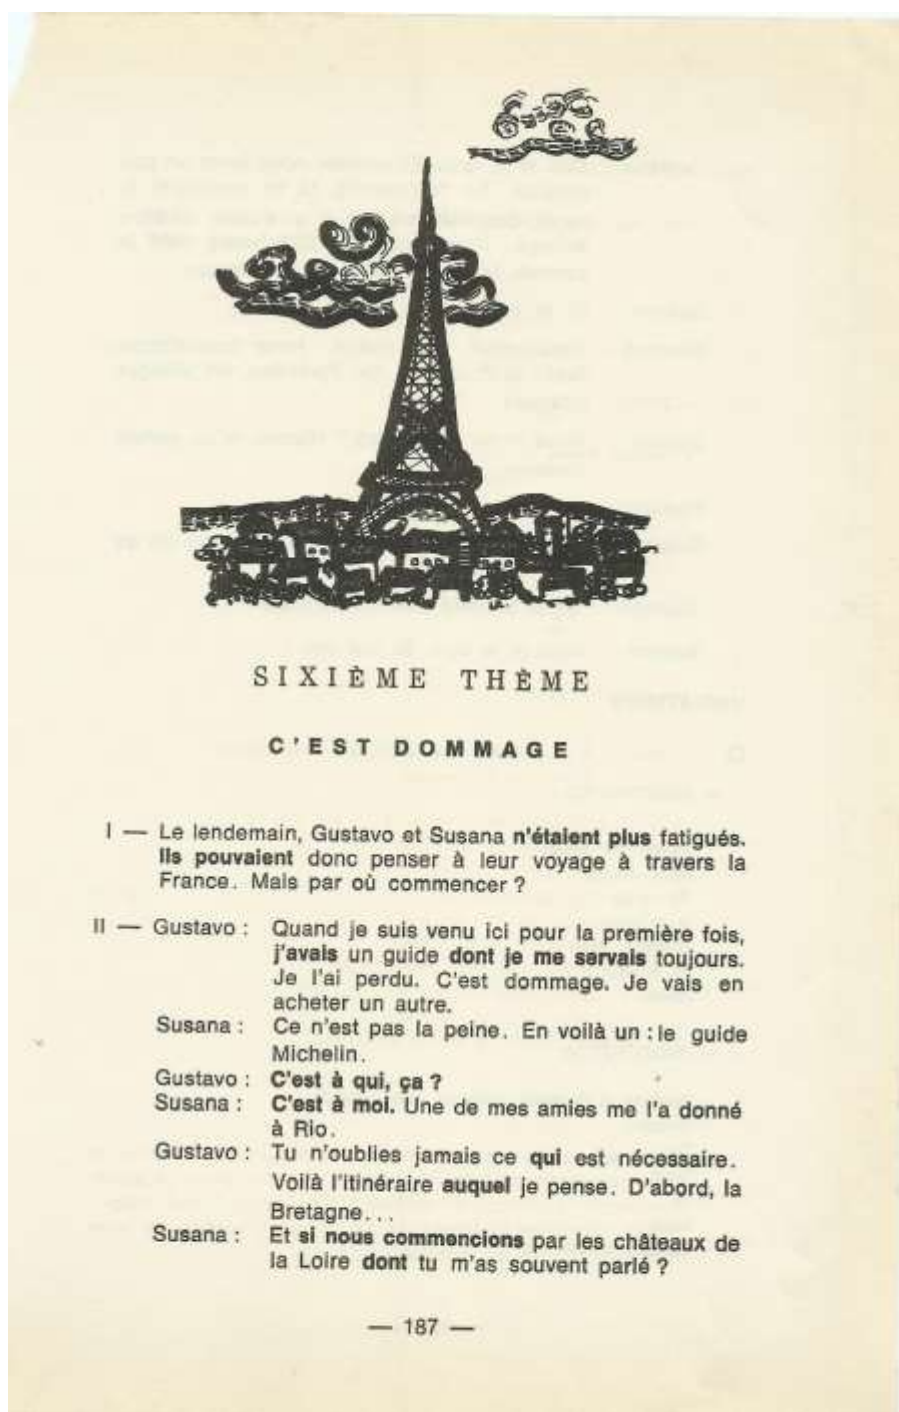 SIXIÈME THÈME
C'EST DOMMAGE
I — Le lendemain, Gustavo et Susana n'étaient plus fatigués.
Ils pouvaient donc penser à leur voyage à travers la
France. Mais par où commencer ?
II — Gustavo : Quand je suis venu ici pour la première fois,
j'avais un guide dont je me servais toujours.
Je l'ai perdu. C'est dommage. Je vais en
acheter un autre.
Susana : Ce n'est pas la peine. En voilà un : le guide
Michelin.
Gustavo : C'est à qui, ça ?
Susana : C'est à moi. Une de mes amies me l'a donné
à Rio.
Gustavo : Tu n'oublies jamais ce qui est nécessaire.
Voilà l'itinéraire auquel je pense. D'abord, la
Bretagne...
Susana : Et si nous commencions par les châteaux de
la Loire dont tu m'as souvent parlé ?
— 187 —